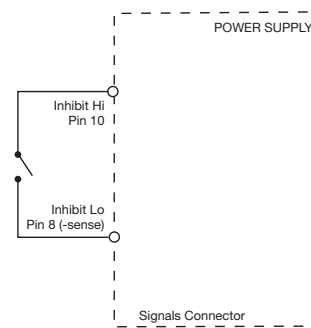 POWER SUPPLY
Inhibit Hi
Pin 10
Inhibit Lo
Pin 8 (-sense)
Signals Connector